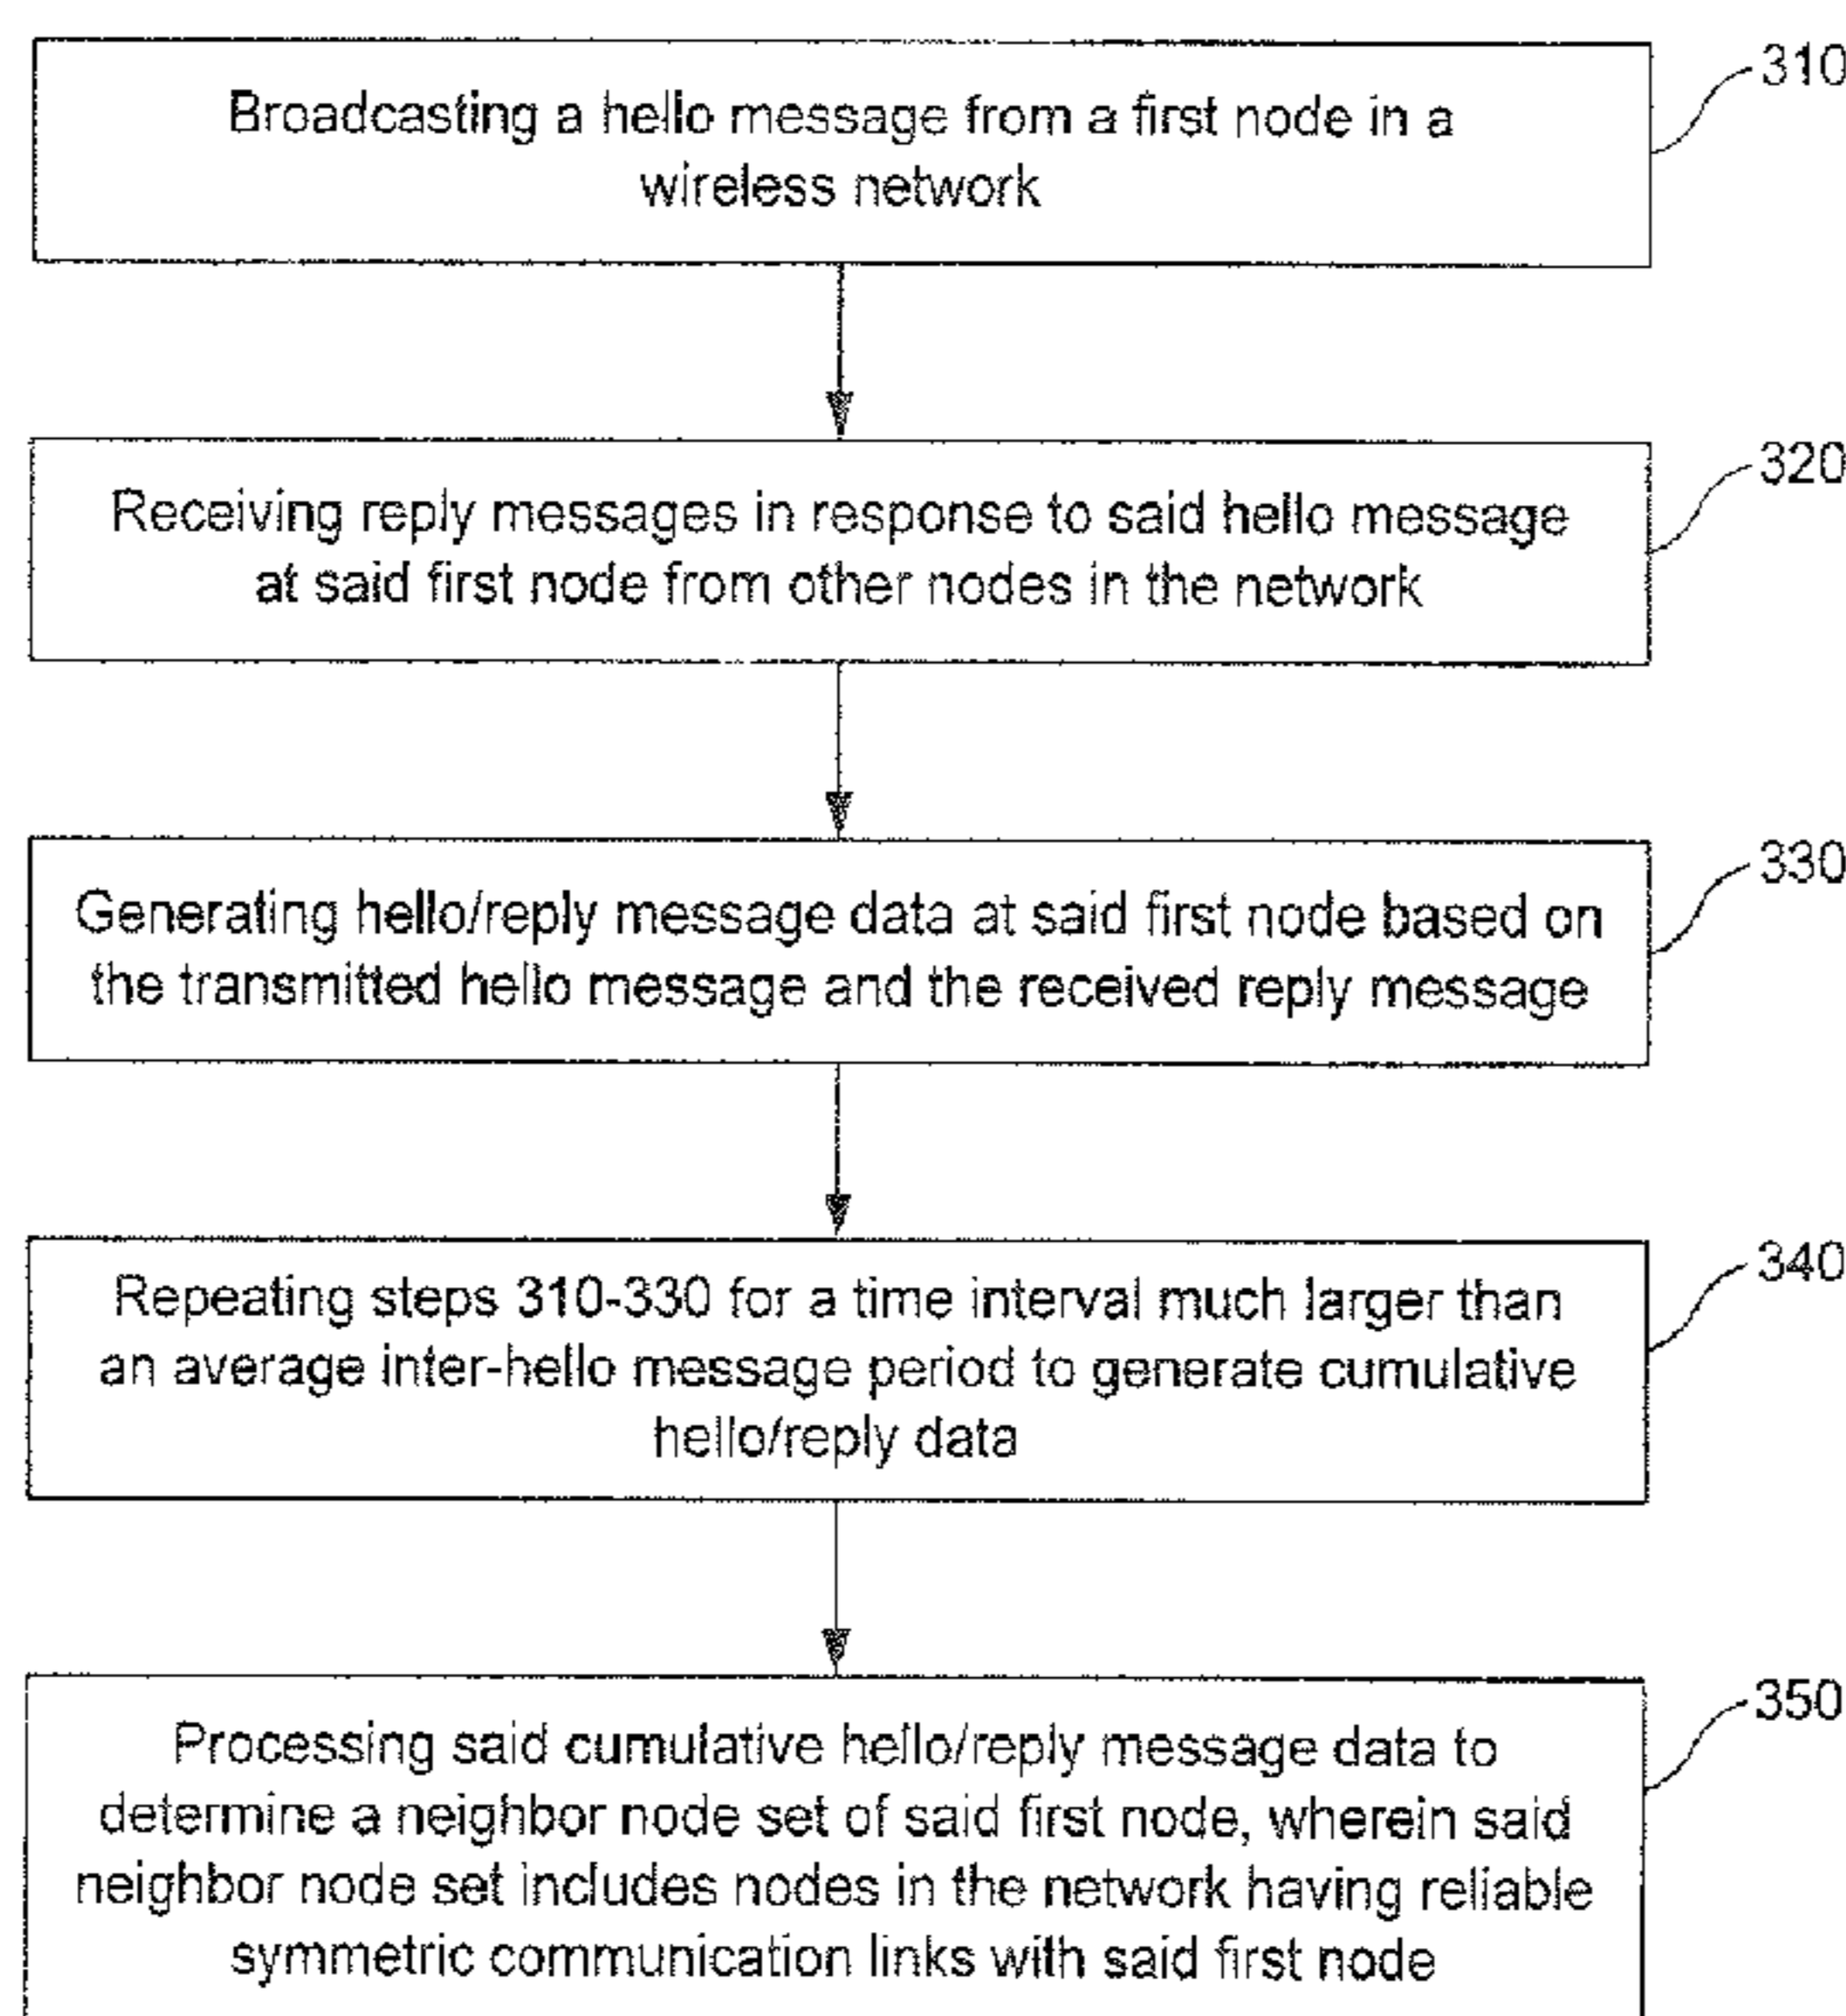 Broadcasting a hello message from a first node in a
wireless network
310
Receiving reply messages in response to said hello message
at said first node from other nodes in the network
320
Generating hello/reply message data at said first node based on
the transmitted hello message and the received reply message
330
Repeating steps 310-330 for a time interval much larger than
an average inter-hello message period to generate cumulative
hello/reply data
340
Processing said cumulative hello/reply message data to
determine a neighbor node set of said first node, wherein said
neighbor node set includes nodes in the network having reliable
symmetric communication links with said first node
350